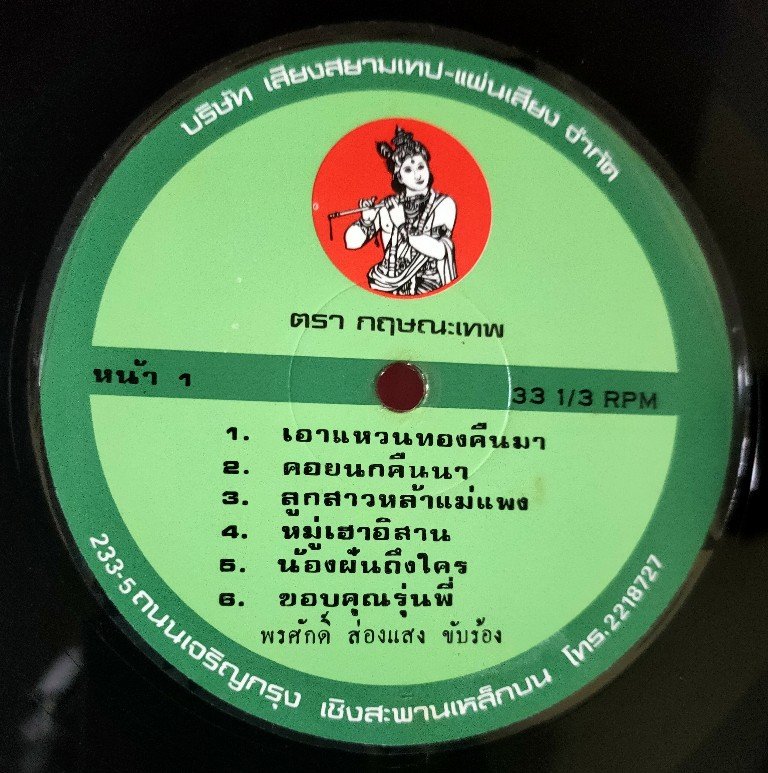 บริษัท เสียงสยามเทป-แผ่นเสียง จำกัด
ตรา กฤษณะเทพ
หน้า 1
33 1/3 RPM
1. เอาแหวนทองคืนมา
2. คอยนกคืนนา
3. ลูกสาวหล้าแม่แพง
4. หมู่เฮาอิสาน
5. น้องฝันถึงใคร
6. ขอบคุณรุ่นพี่
พรศักดิ์ ส่องแสง ขับร้อง
233-5 ถนนเจริญกรุง เชิงสะพานเหล็กบน โทร.2218727